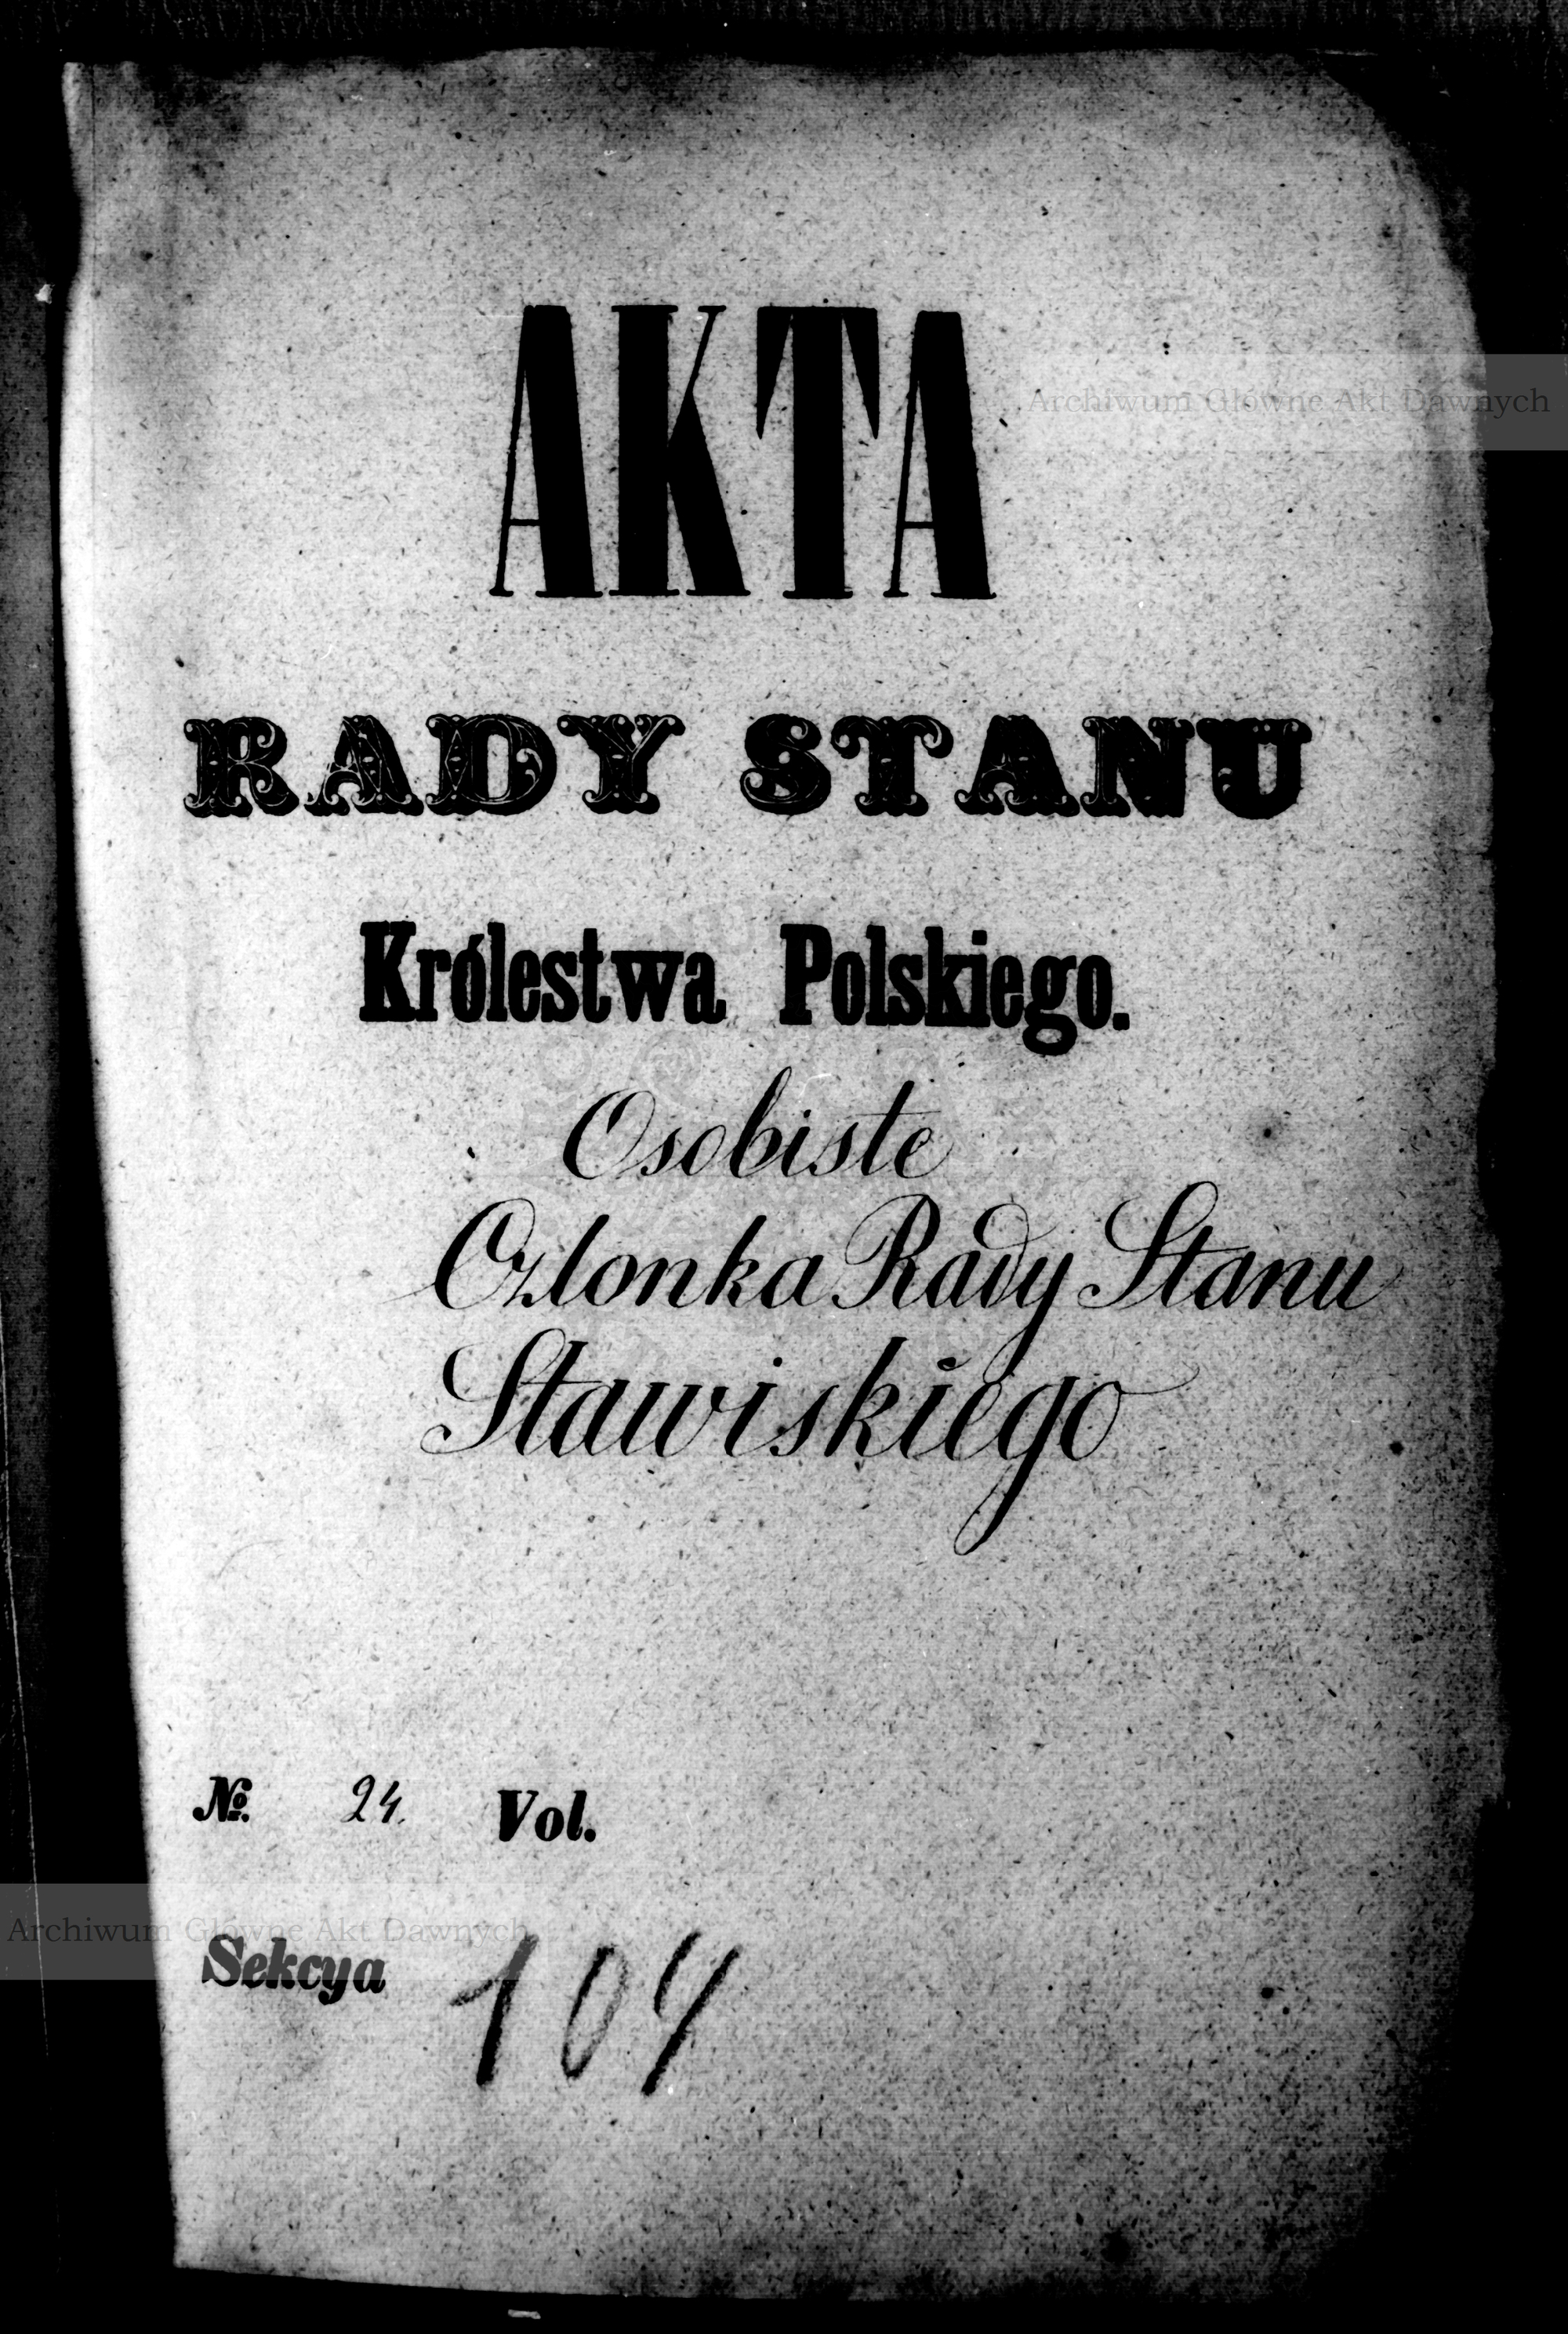 AKTA
Archiwum Główne Akt Dawnych
RADY STANU
Królestwa Polskiego.
Osobiste
Członka Rady Stanu
Stawiskiego
№ 24. Vol.
Archiwum Główne Akt Dawnych
Sekcya 104